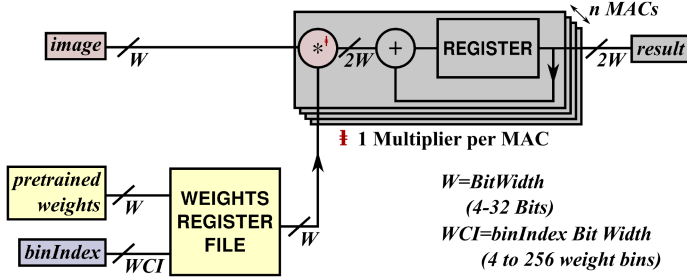 n MACs
image
W
*ƚ
2W
+
REGISTER
2W
result
ƚ 1 Multiplier per MAC
pretrained
weights
W
WEIGHTS
REGISTER
FILE
W
binIndex
WCI
W=BitWidth
(4-32 Bits)
WCI=binIndex Bit Width
(4 to 256 weight bins)